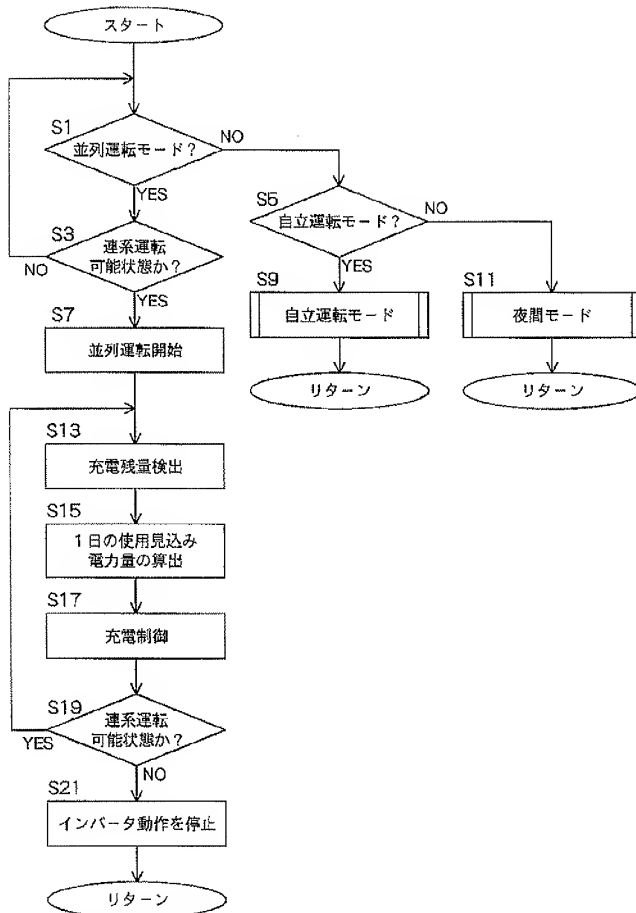 スタート
S1
並列運転モード？
NO
YES
S3
連系運転
可能状態か？
NO
YES
S5
自立運転モード？
NO
YES
S9
自立運転モード
リターン
S11
夜間モード
リターン
S7
並列運転開始
S13
充電残量検出
S15
１日の使用見込み
電力量の算出
S17
充電制御
S19
連系運転
可能状態か？
YES
NO
S21
インバータ動作を停止
リターン